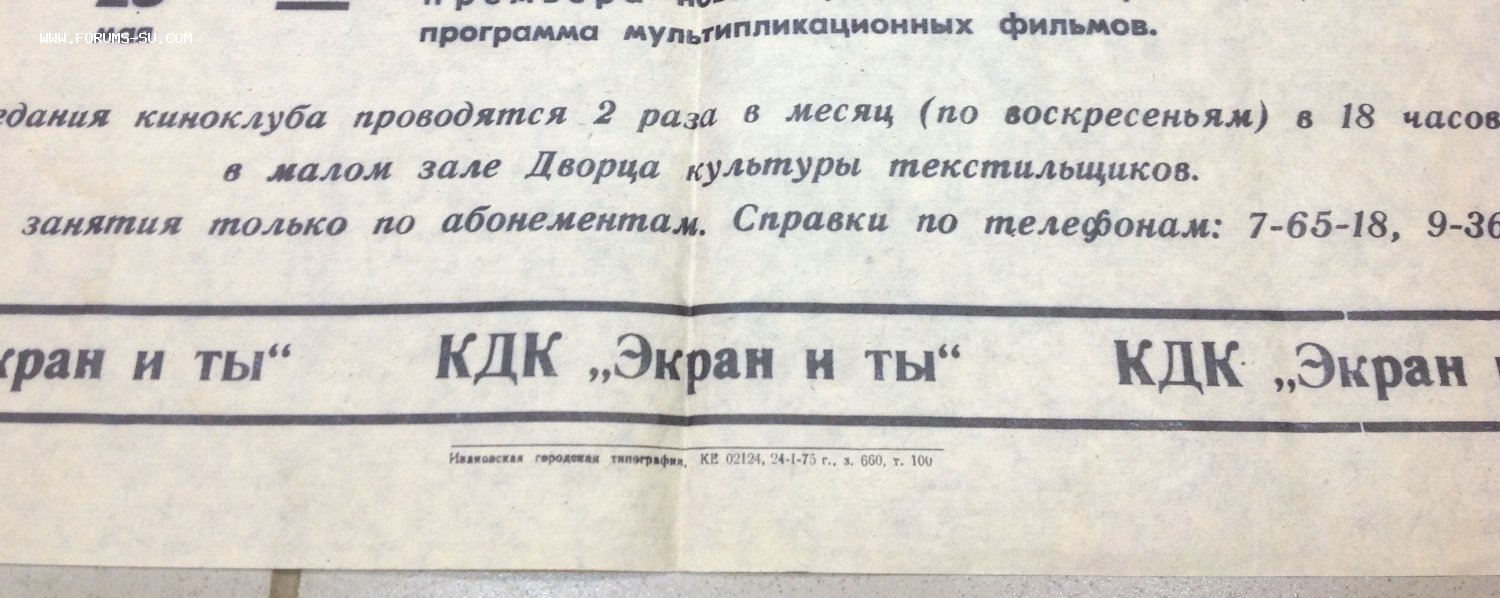 www.forums-su.com
программа мультипликационных фильмов.
едания киноклуба проводятся 2 раза в месяц (по воскресеньям) в 18 часов
в малом зале Дворца культуры текстильщиков.
занятия только по абонементам. Справки по телефонам: 7-65-18, 9-36
кран и ты“ КДК „Экран и ты“ КДК „Экран
Ивановская городская типография, КЕ 02124, 24-I-75 г., з. 660, т. 100